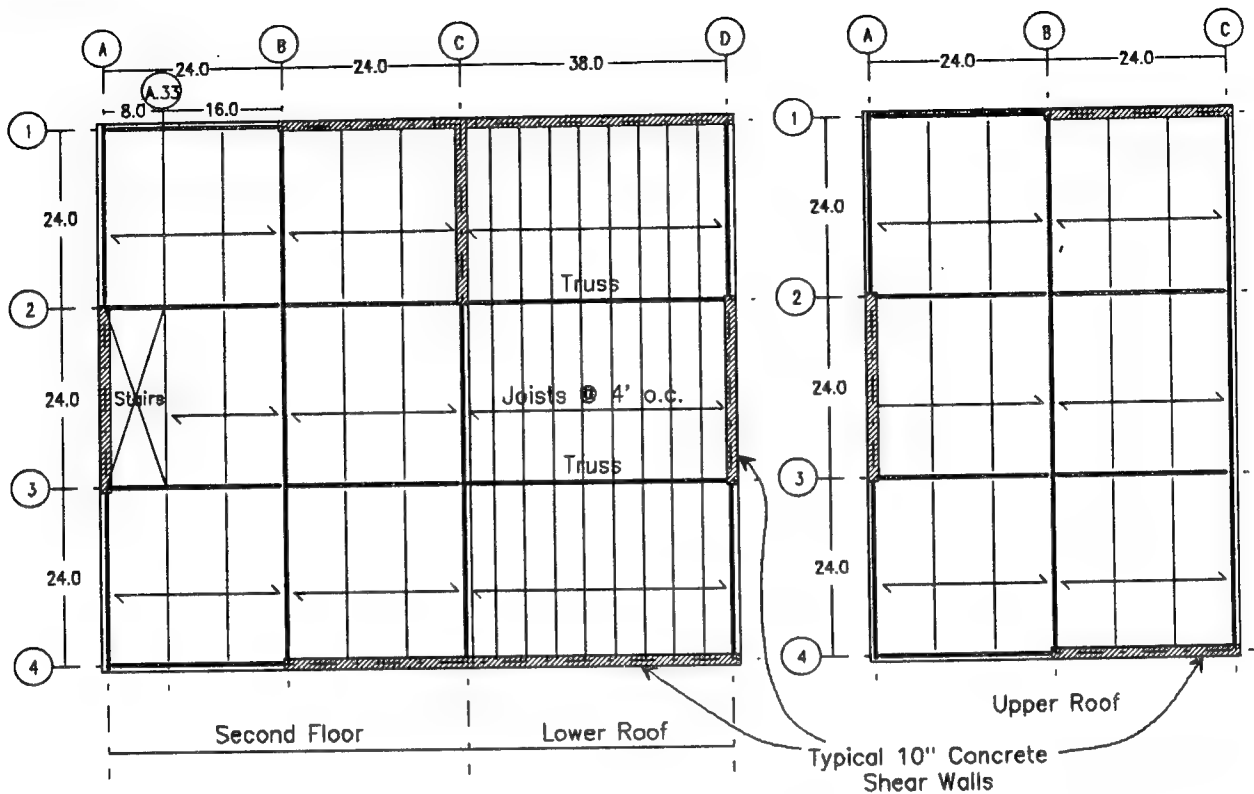 A B C D
24.0 24.0 38.0
A.33
8.0 16.0
1
24.0
2
Truss
24.0
Stairs
Joists @ 4' o.c.
Truss
3
24.0
4
Second Floor
Lower Roof
A B C
24.0 24.0
1
24.0
2
24.0
3
24.0
4
Upper Roof
Typical 10" Concrete
Shear Walls